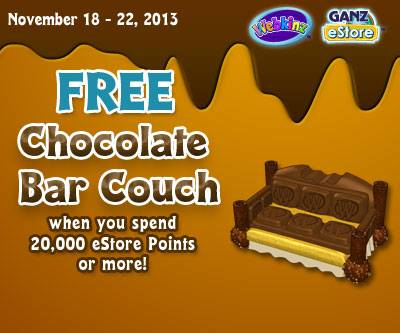 November 18 - 22, 2013
Webkinz
GANZ
eStore
FREE
Chocolate
Bar Couch
when you spend
20,000 eStore Points
or more!